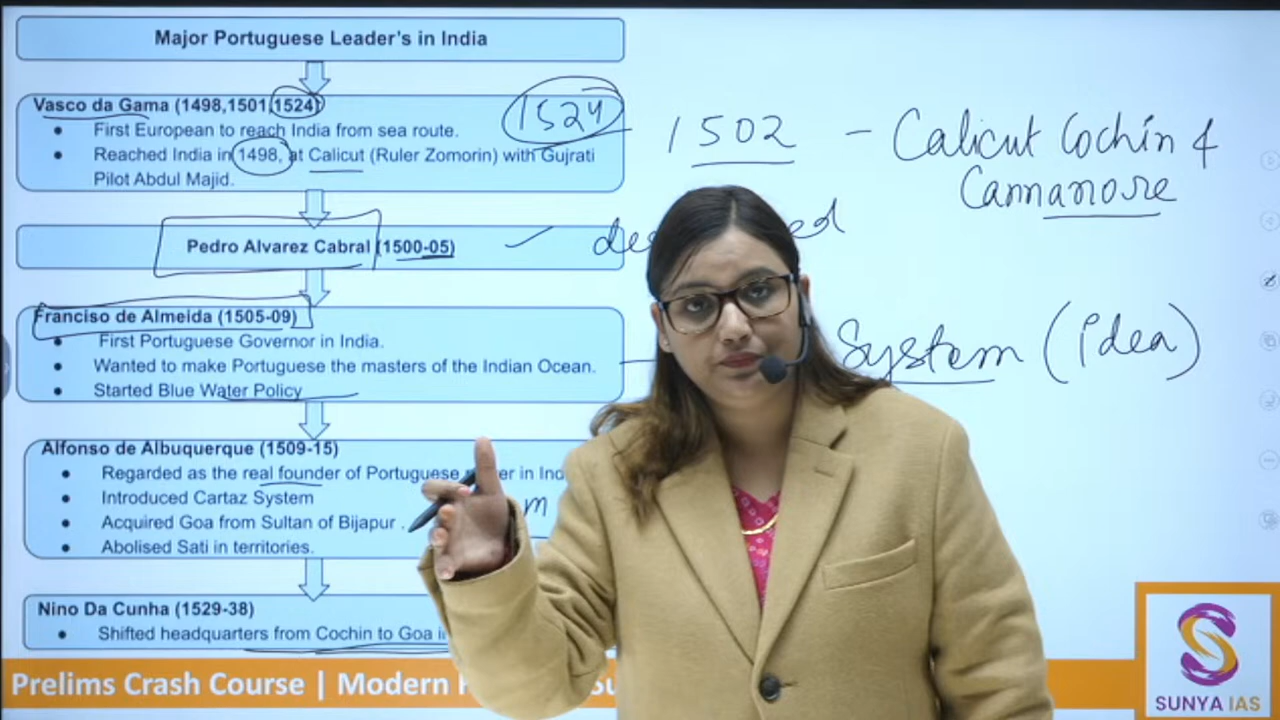 Major Portuguese Leader's in India
Vasco da Gama (1498,1501,1524)
First European to reach India from sea route.
Reached India in 1498, at Calicut (Ruler Zomorin) with Gujrati
Pilot Abdul Majid.
1524
1502 - Calicut Cochin &
Cannanore
Pedro Alvarez Cabral (1500-05)
Franciso de Almeida (1505-09)
First Portuguese Governor in India.
Wanted to make Portuguese the masters of the Indian Ocean.
Started Blue Water Policy
System (idea)
Alfonso de Albuquerque (1509-15)
Regarded as the real founder of Portuguese in
Introduced Cartaz System
Acquired Goa from Sultan of Bijapur .
Abolised Sati in territories.
Nino Da Cunha (1529-38)
Shifted headquarters from Cochin to Goa
Prelims Crash Course | Modern
SUNYA IAS